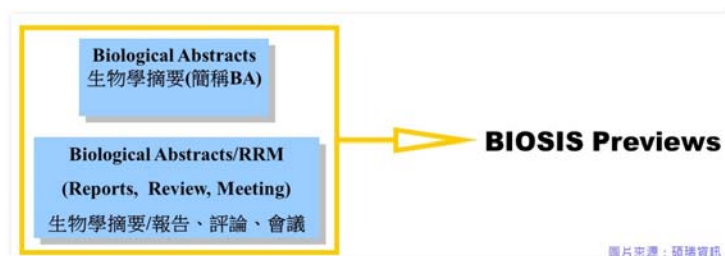 Biological Abstracts
生物學摘要(簡稱BA)
Biological Abstracts/RRM
(Reports, Review, Meeting)
生物學摘要/報告、評論、會議
BIOSIS Previews
圖片來源：碩瑞資訊